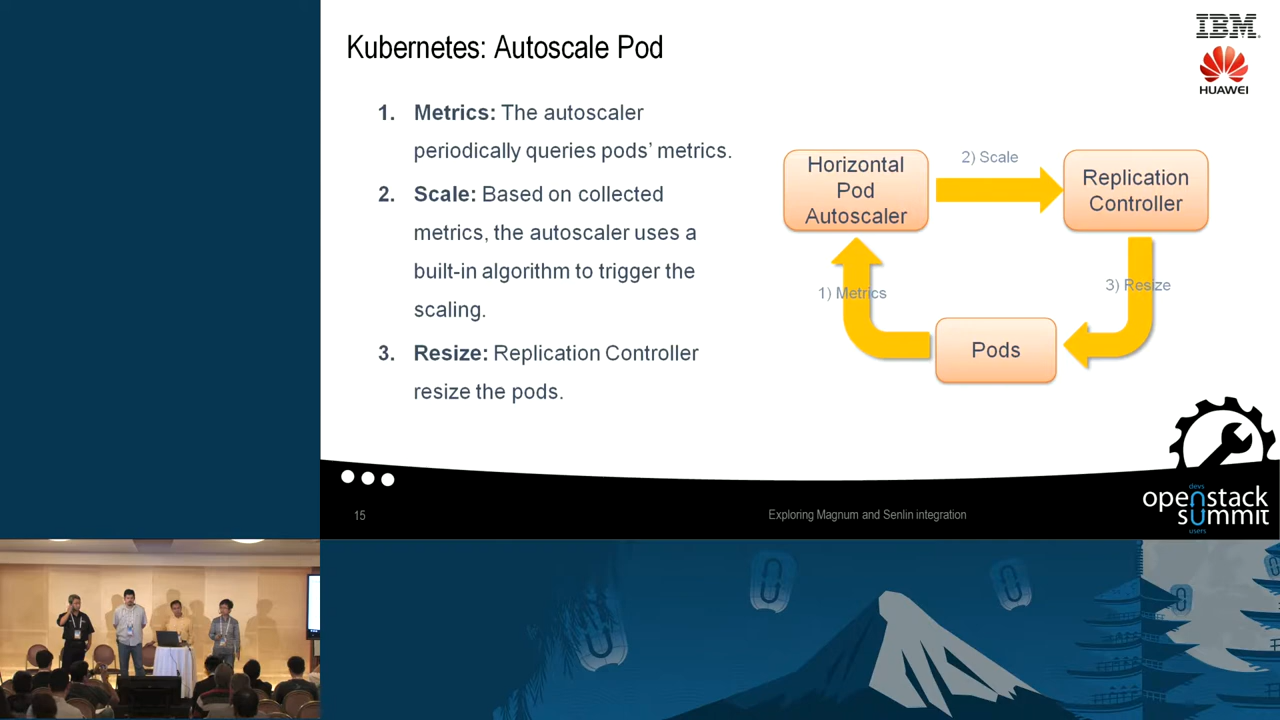 Kubernetes: Autoscale Pod
IBM
HUAWEI
1. Metrics: The autoscaler
periodically queries pods’ metrics.
2. Scale: Based on collected
metrics, the autoscaler uses a
built-in algorithm to trigger the
scaling.
3. Resize: Replication Controller
resize the pods.
Horizontal
Pod
Autoscaler
2) Scale
Replication
Controller
1) Metrics
3) Resize
Pods
15
Exploring Magnum and Senlin integration
devs
openstack
summit
users